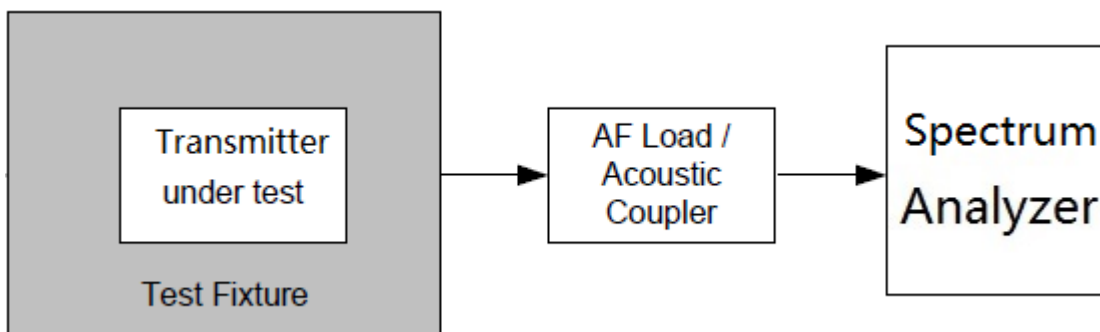 Transmitter
under test
Test Fixture
AF Load /
Acoustic
Coupler
Spectrum
Analyzer